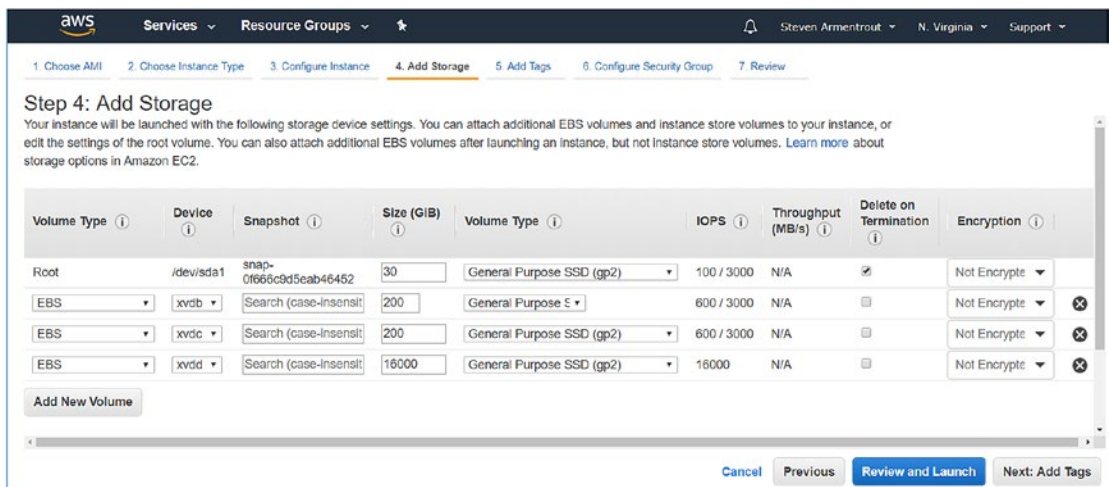 aws Services Resource Groups Steven Armentrout N. Virginia Support
1. Choose AMI 2. Choose Instance Type 3. Configure Instance 4. Add Storage 5. Add Tags 6. Configure Security Group 7. Review
Step 4: Add Storage
Your instance will be launched with the following storage device settings. You can attach additional EBS volumes and instance store volumes to your instance, or
edit the settings of the root volume. You can also attach additional EBS volumes after launching an instance, but not instance store volumes. Learn more about
storage options in Amazon EC2.
Volume Type i Device i Snapshot i Size (GiB) i Volume Type i IOPS i Throughput (MB/s) i Delete on Termination i Encryption i
Root /dev/sda1 snap-0f666c9d5eab46452 30 General Purpose SSD (gp2) 100 / 3000 N/A Not Encrypte
EBS xvdb Search (case-insensit 200 General Purpose S 600 / 3000 N/A Not Encrypte
EBS xvdc Search (case-insensit 200 General Purpose SSD (gp2) 600 / 3000 N/A Not Encrypte
EBS xvdd Search (case-insensit 16000 General Purpose SSD (gp2) 16000 N/A Not Encrypte
Add New Volume
Cancel Previous Review and Launch Next: Add Tags